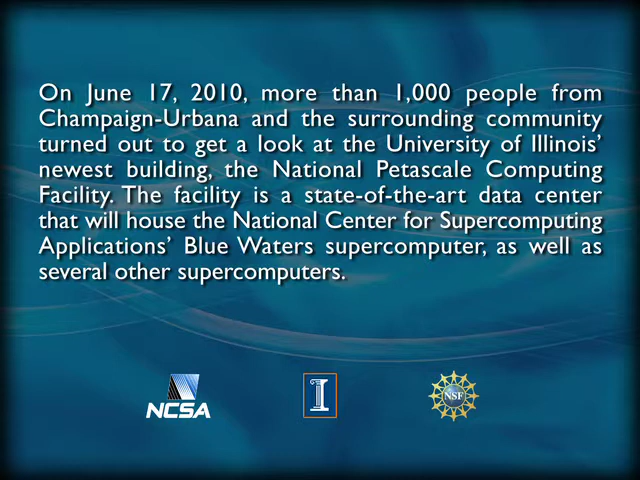 On June 17, 2010, more than 1,000 people from
Champaign-Urbana and the surrounding community
turned out to get a look at the University of Illinois’
newest building, the National Petascale Computing
Facility. The facility is a state-of-the-art data center
that will house the National Center for Supercomputing
Applications’ Blue Waters supercomputer, as well as
several other supercomputers.
NCSA
I
NSF